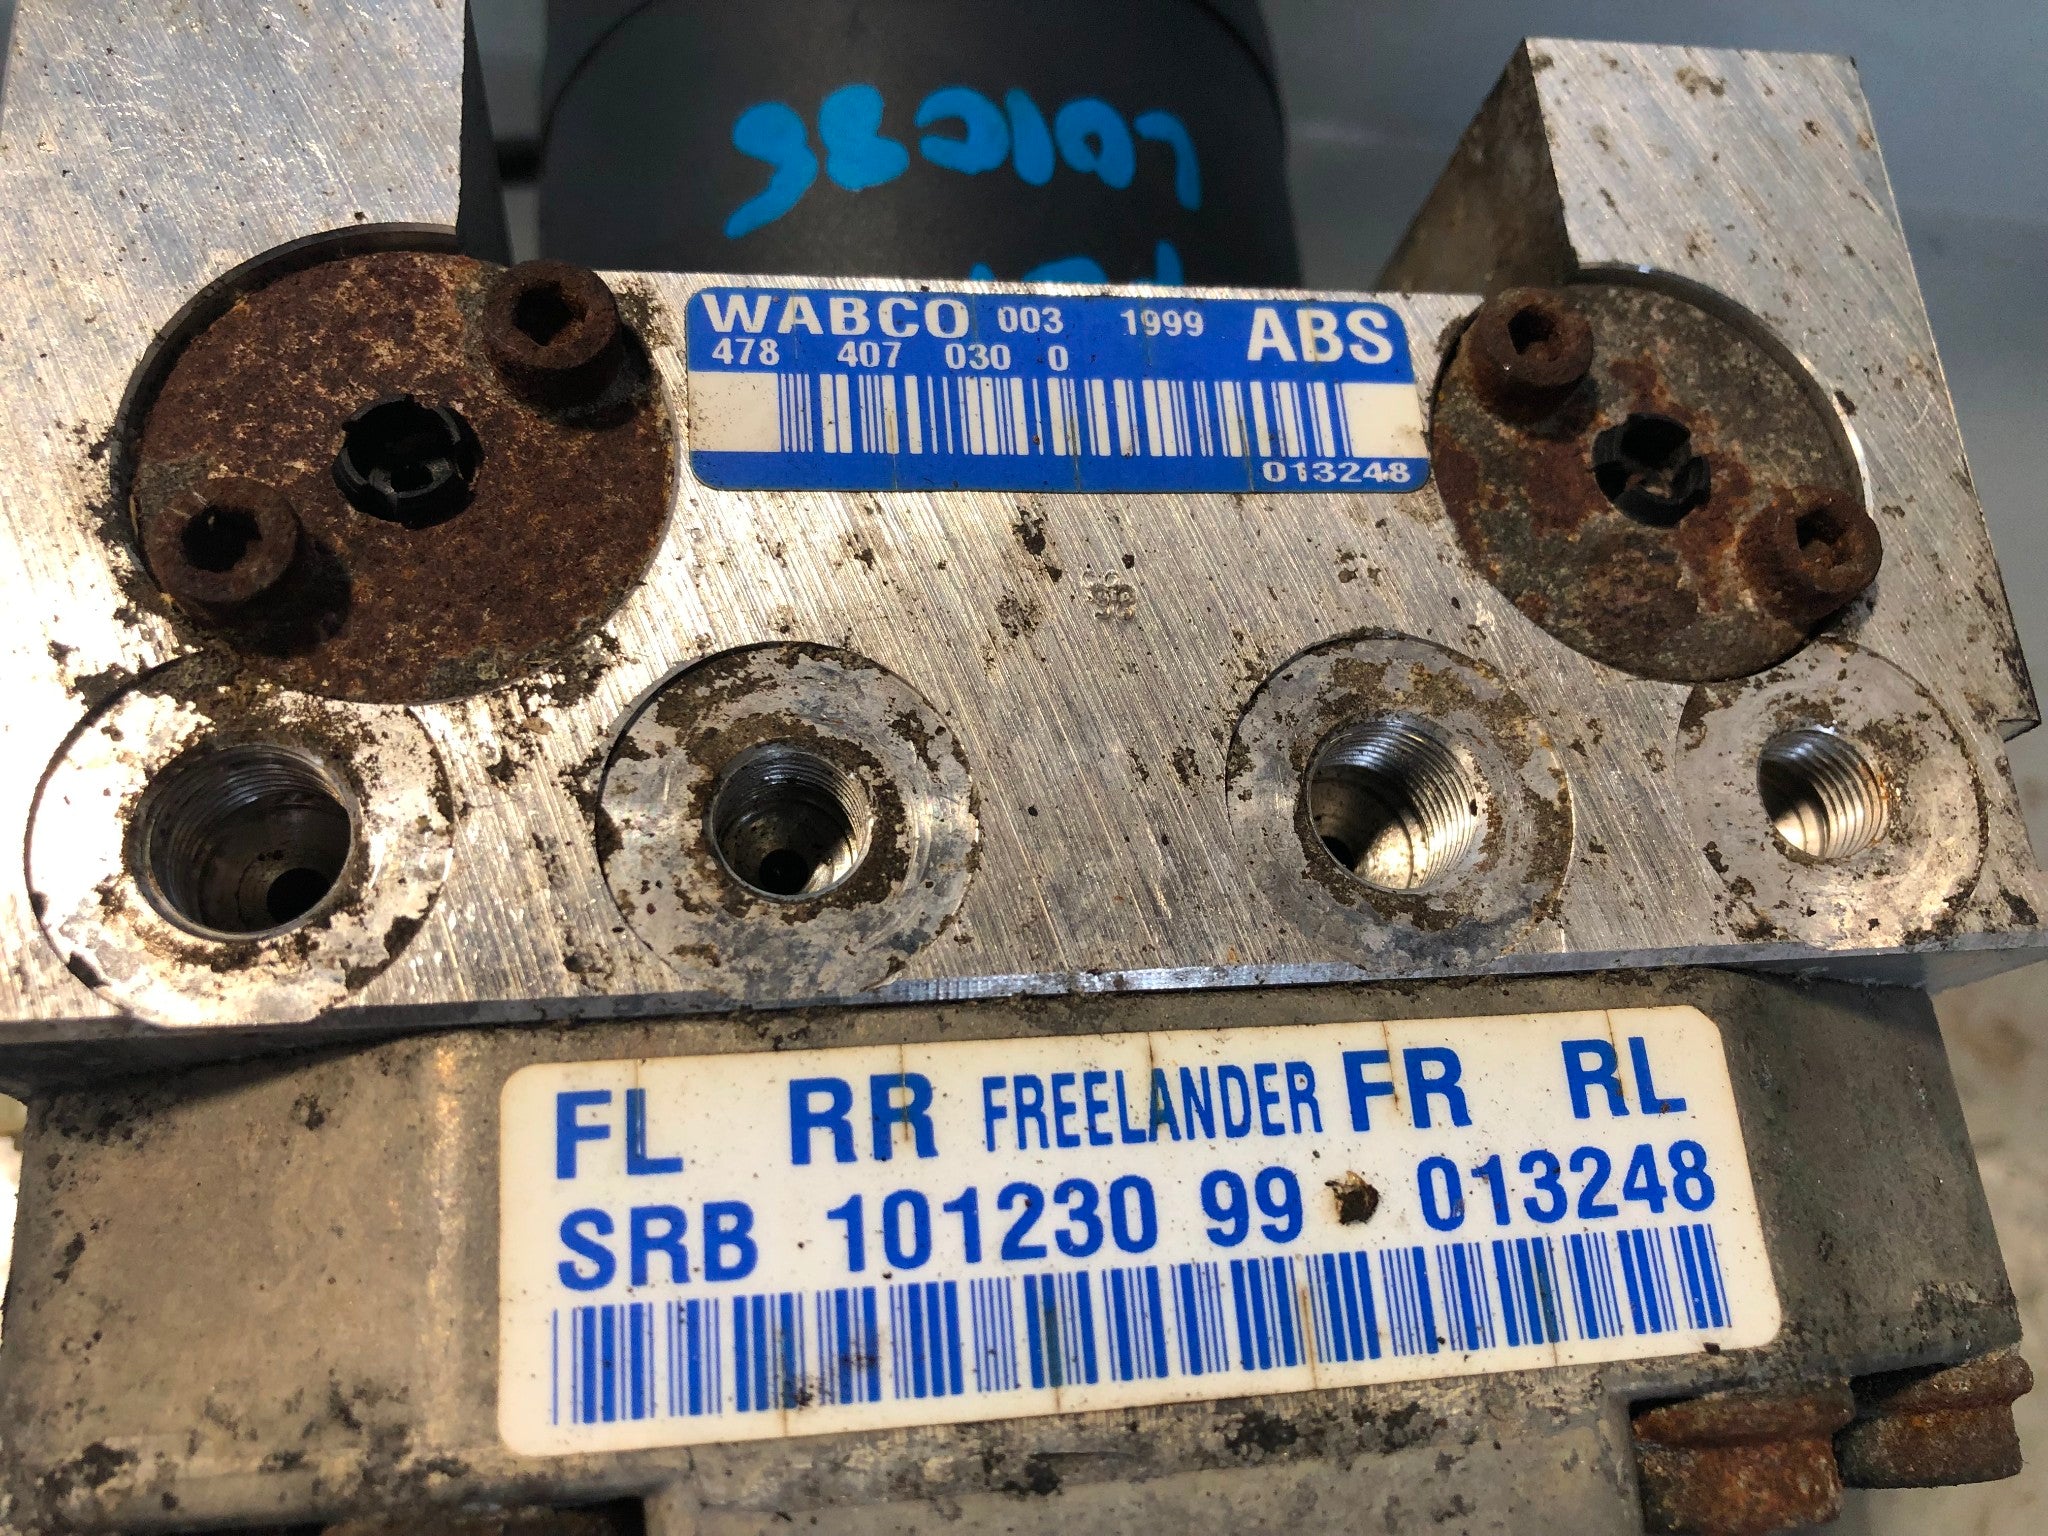 WABCO 003 1999 ABS
478 407 030 0
013248
FL RR FREELANDER FR RL
SRB 101230 99 013248